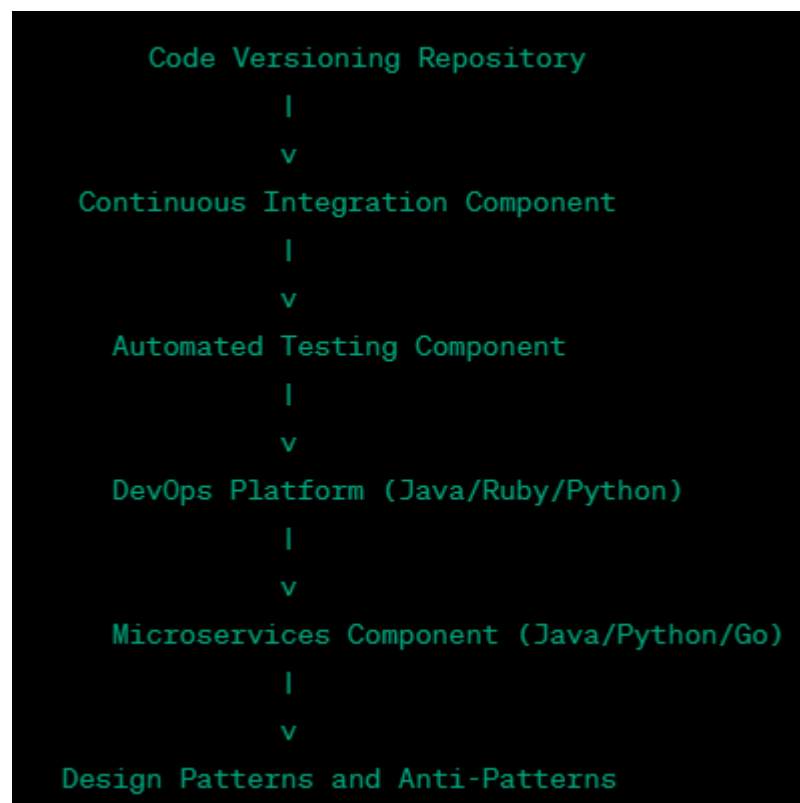 Code Versioning Repository
|
v
Continuous Integration Component
|
v
Automated Testing Component
|
v
DevOps Platform (Java/Ruby/Python)
|
v
Microservices Component (Java/Python/Go)
|
v
Design Patterns and Anti-Patterns